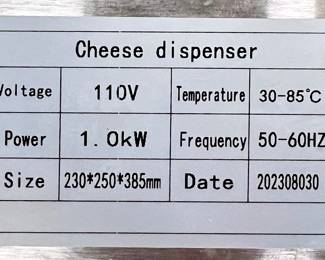 Cheese dispenser
Voltage 110V Temperature 30-85℃
Power 1.0kW Frequency 50-60HZ
Size 230*250*385mm Date 202308030